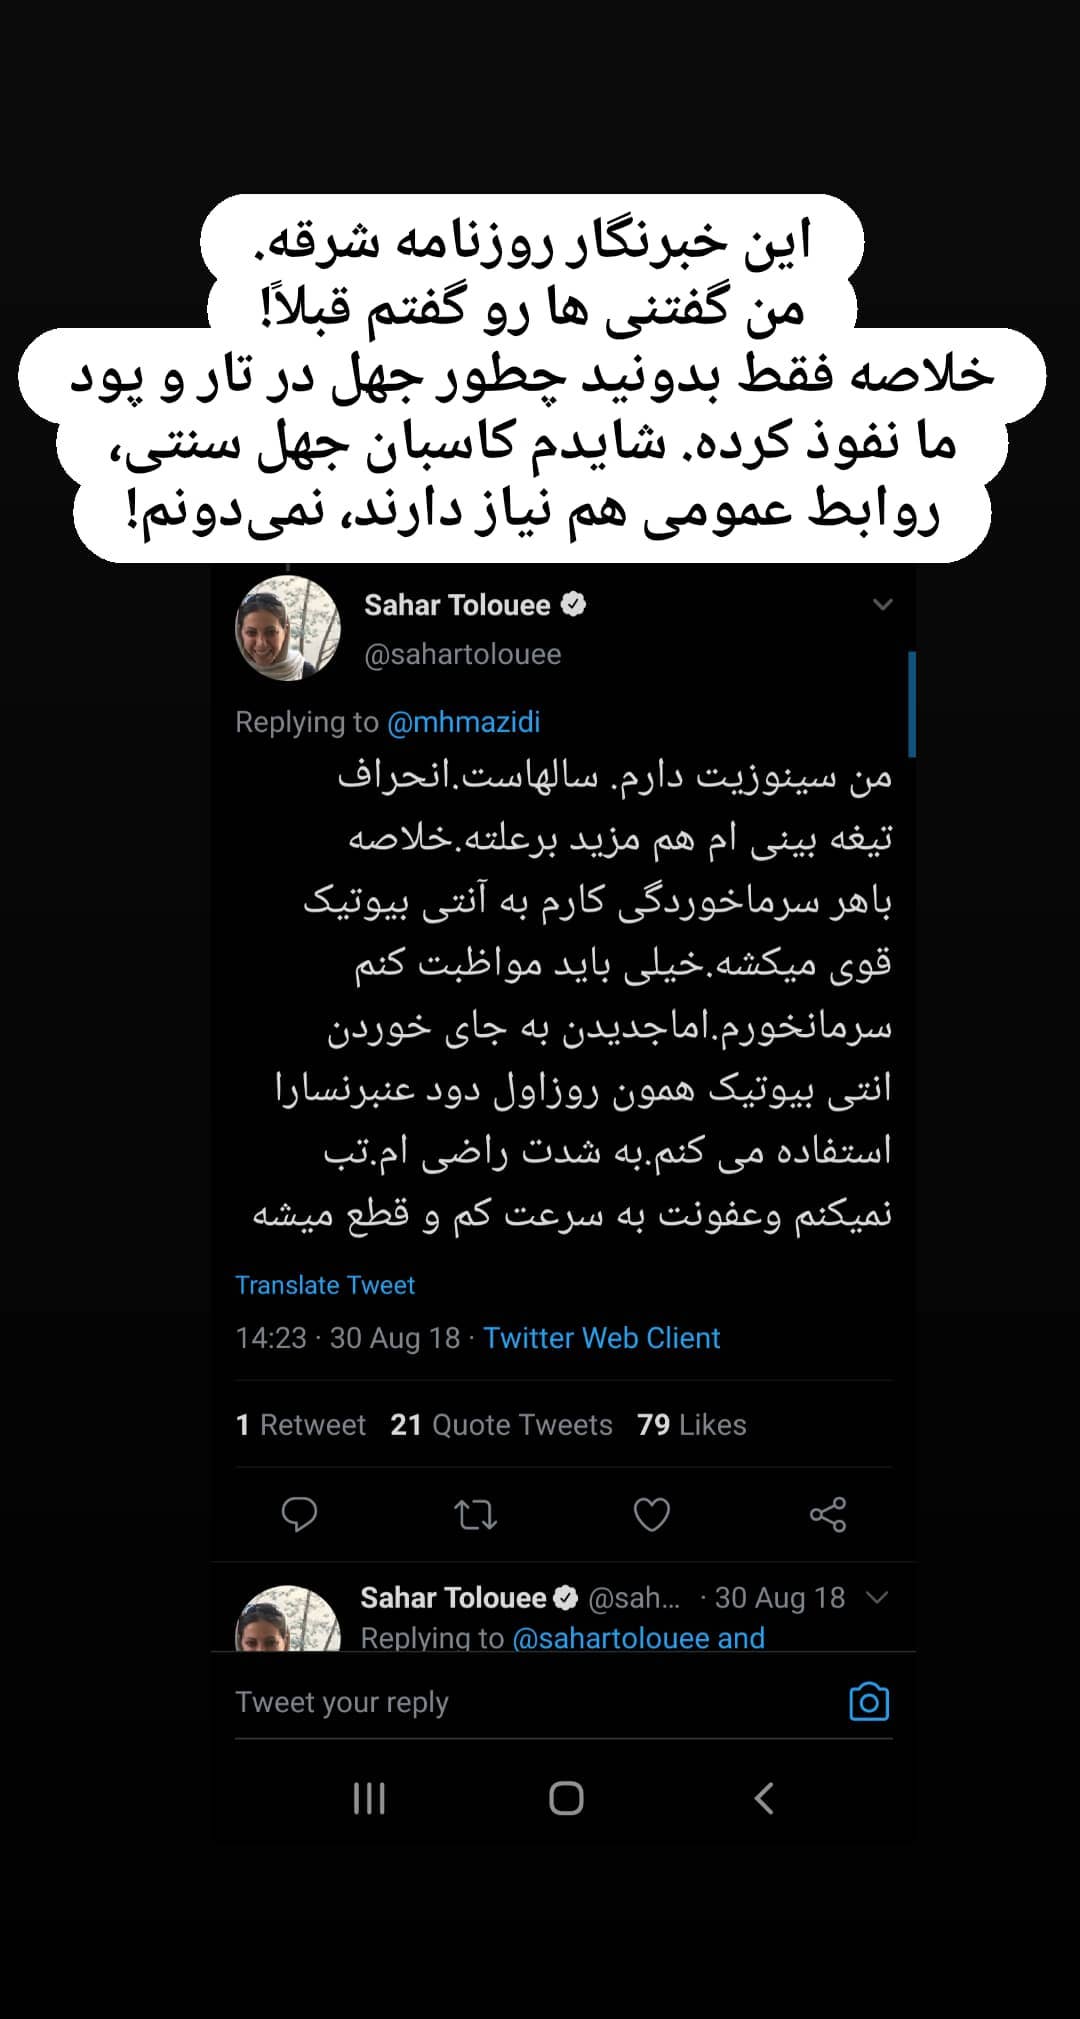 این خبرنگار روزنامه شرقه.
من گفتنی ها رو گفتم قبلاً!
خلاصه فقط بدونید چطور جهل در تار و پود
ما نفوذ کرده. شایدم کاسبان جهل سنتی،
روابط عمومی هم نیاز دارند، نمی‌دونم!
Sahar Tolouee
@sahartolouee
Replying to @mhmazidi
من سینوزیت دارم. سالهاست.انحراف
تیغه بینی ام هم مزید برعلته.خلاصه
باهر سرماخوردگی کارم به آنتی بیوتیک
قوی میکشه.خیلی باید مواظبت کنم
سرمانخورم.اماجدیدن به جای خوردن
انتی بیوتیک همون روزاول دود عنبرنسارا
استفاده می کنم.به شدت راضی ام.تب
نمیکنم وعفونت به سرعت کم و قطع میشه
Translate Tweet
14:23 · 30 Aug 18 · Twitter Web Client
1 Retweet 21 Quote Tweets 79 Likes
Sahar Tolouee @sah... · 30 Aug 18
Replying to @sahartolouee and
Tweet your reply